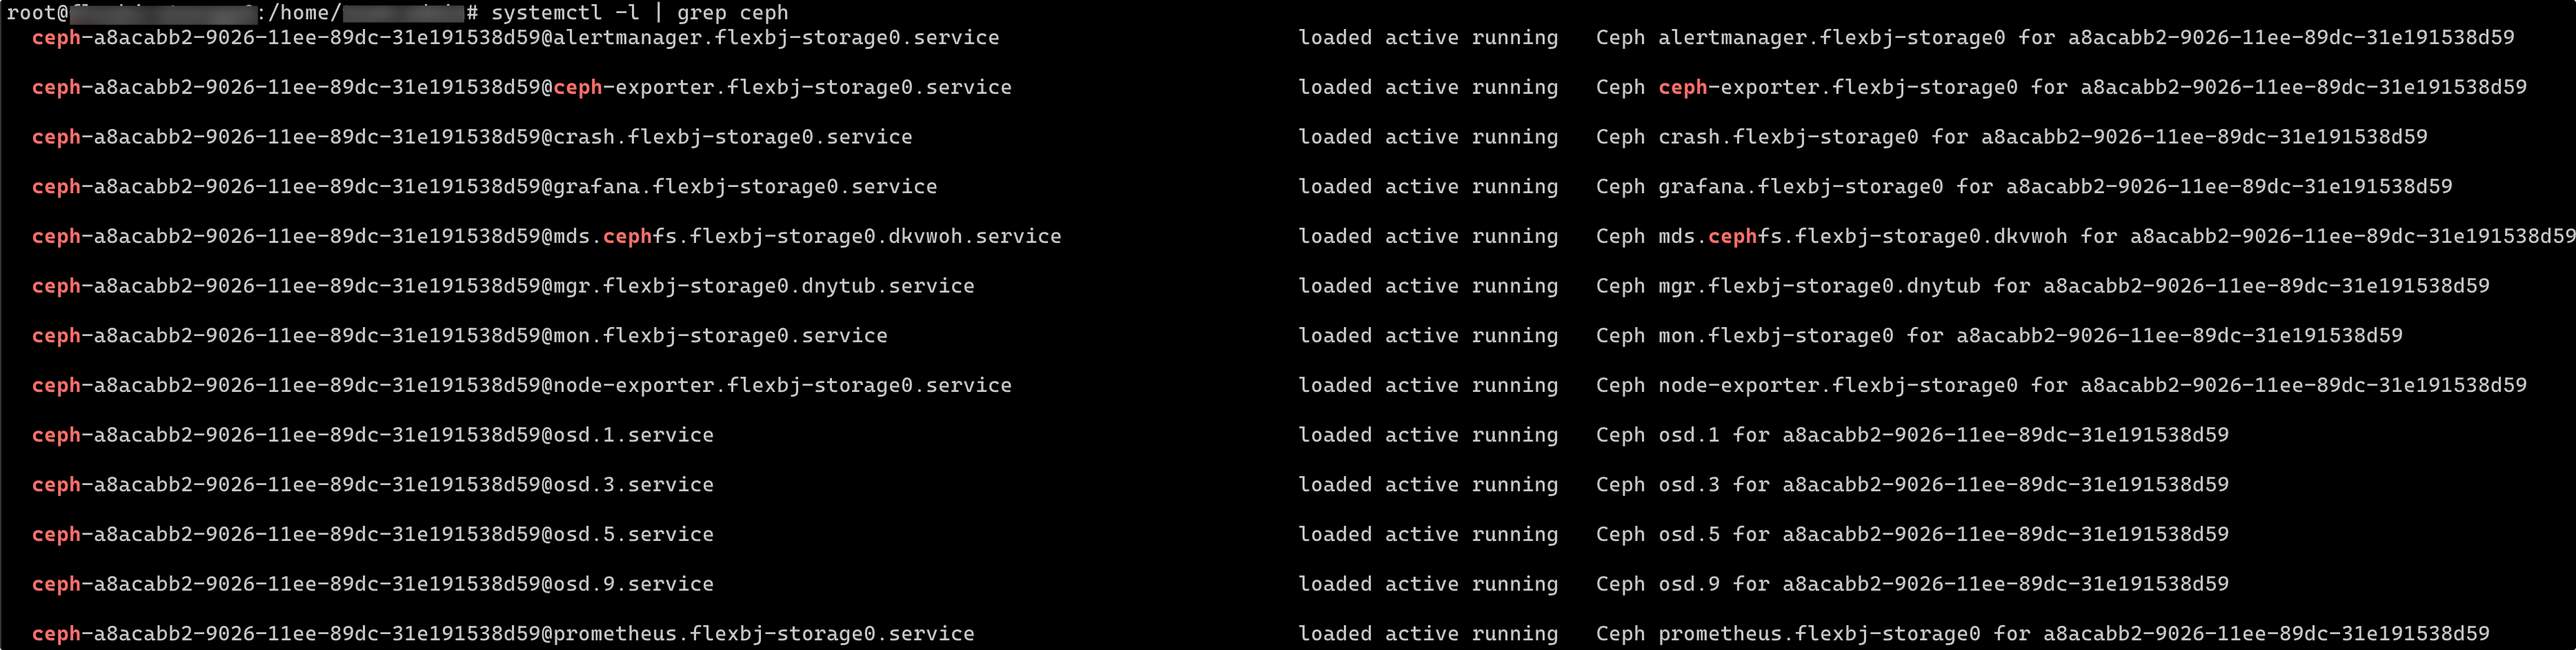 root@:/home/# systemctl -l | grep ceph
ceph-a8acabb2-9026-11ee-89dc-31e191538d59@alertmanager.flexbj-storage0.service loaded active running Ceph alertmanager.flexbj-storage0 for a8acabb2-9026-11ee-89dc-31e191538d59
ceph-a8acabb2-9026-11ee-89dc-31e191538d59@ceph-exporter.flexbj-storage0.service loaded active running Ceph ceph-exporter.flexbj-storage0 for a8acabb2-9026-11ee-89dc-31e191538d59
ceph-a8acabb2-9026-11ee-89dc-31e191538d59@crash.flexbj-storage0.service loaded active running Ceph crash.flexbj-storage0 for a8acabb2-9026-11ee-89dc-31e191538d59
ceph-a8acabb2-9026-11ee-89dc-31e191538d59@grafana.flexbj-storage0.service loaded active running Ceph grafana.flexbj-storage0 for a8acabb2-9026-11ee-89dc-31e191538d59
ceph-a8acabb2-9026-11ee-89dc-31e191538d59@mds.cephfs.flexbj-storage0.dkvwoh.service loaded active running Ceph mds.cephfs.flexbj-storage0.dkvwoh for a8acabb2-9026-11ee-89dc-31e191538d59
ceph-a8acabb2-9026-11ee-89dc-31e191538d59@mgr.flexbj-storage0.dnytub.service loaded active running Ceph mgr.flexbj-storage0.dnytub for a8acabb2-9026-11ee-89dc-31e191538d59
ceph-a8acabb2-9026-11ee-89dc-31e191538d59@mon.flexbj-storage0.service loaded active running Ceph mon.flexbj-storage0 for a8acabb2-9026-11ee-89dc-31e191538d59
ceph-a8acabb2-9026-11ee-89dc-31e191538d59@node-exporter.flexbj-storage0.service loaded active running Ceph node-exporter.flexbj-storage0 for a8acabb2-9026-11ee-89dc-31e191538d59
ceph-a8acabb2-9026-11ee-89dc-31e191538d59@osd.1.service loaded active running Ceph osd.1 for a8acabb2-9026-11ee-89dc-31e191538d59
ceph-a8acabb2-9026-11ee-89dc-31e191538d59@osd.3.service loaded active running Ceph osd.3 for a8acabb2-9026-11ee-89dc-31e191538d59
ceph-a8acabb2-9026-11ee-89dc-31e191538d59@osd.5.service loaded active running Ceph osd.5 for a8acabb2-9026-11ee-89dc-31e191538d59
ceph-a8acabb2-9026-11ee-89dc-31e191538d59@osd.9.service loaded active running Ceph osd.9 for a8acabb2-9026-11ee-89dc-31e191538d59
ceph-a8acabb2-9026-11ee-89dc-31e191538d59@prometheus.flexbj-storage0.service loaded active running Ceph prometheus.flexbj-storage0 for a8acabb2-9026-11ee-89dc-31e191538d59